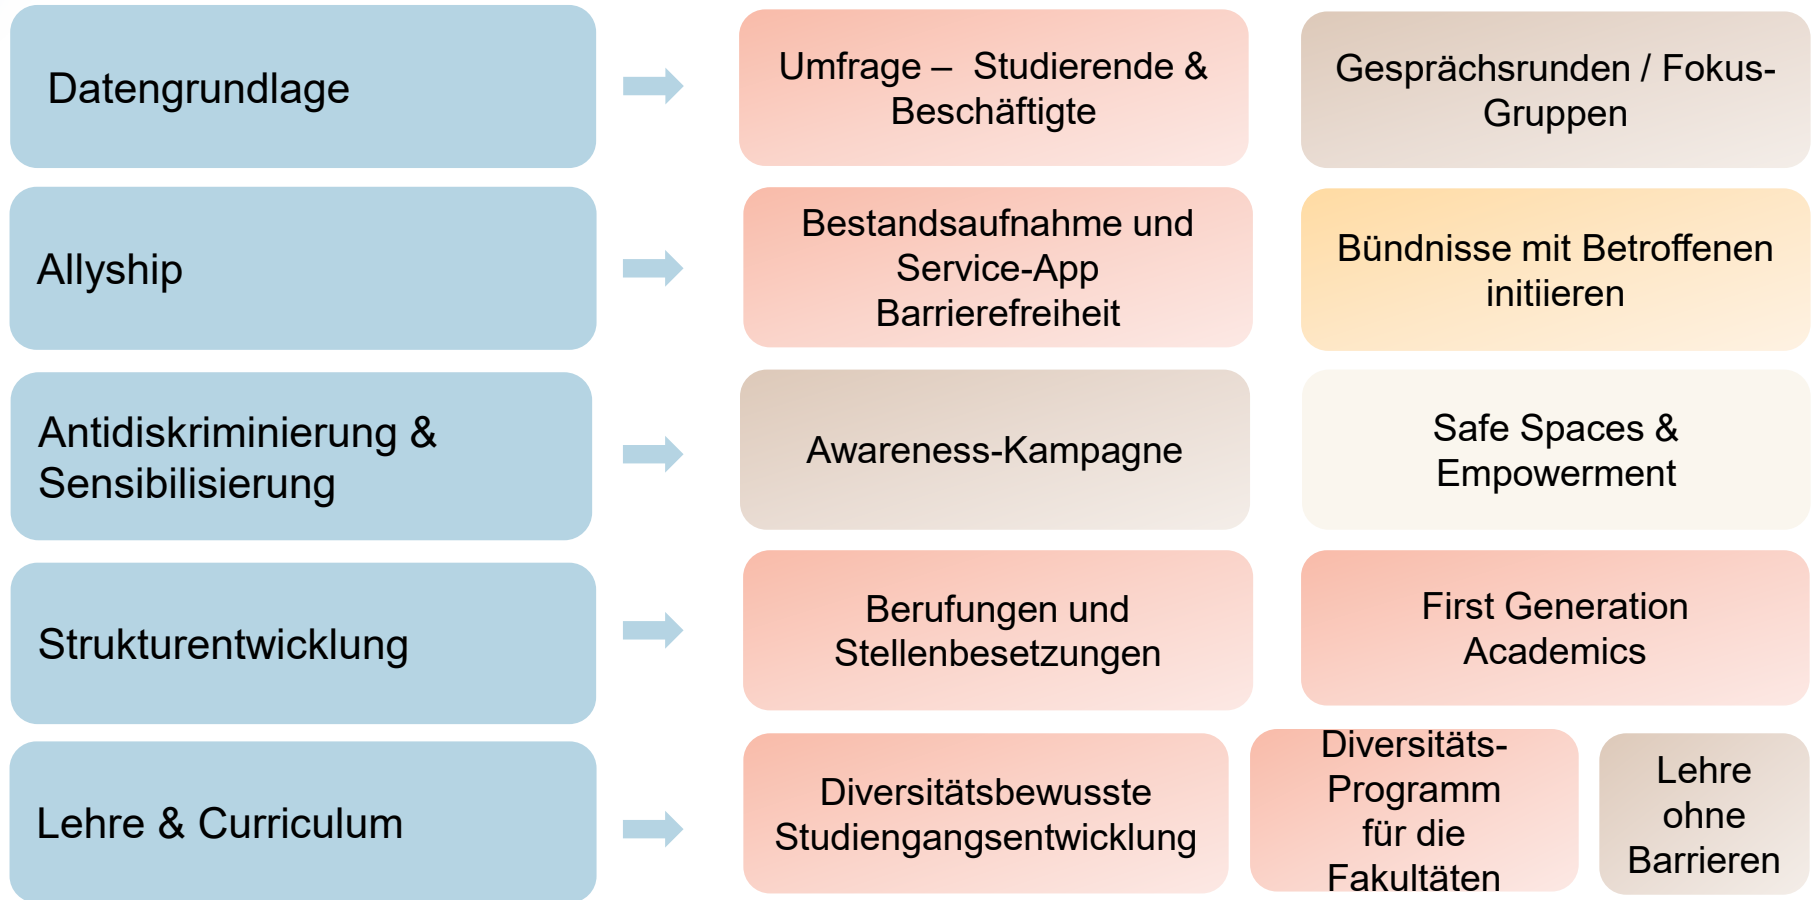 Datengrundlage
Umfrage – Studierende &
Beschäftigte
Gesprächsrunden / Fokus-
Gruppen
Allyship
Bestandsaufnahme und
Service-App
Barrierefreiheit
Bündnisse mit Betroffenen
initiieren
Antidiskriminierung &
Sensibilisierung
Awareness-Kampagne
Safe Spaces &
Empowerment
Strukturentwicklung
Berufungen und
Stellenbesetzungen
First Generation
Academics
Lehre & Curriculum
Diversitätsbewusste
Studiengangsentwicklung
Diversitäts-
Programm
für die
Fakultäten
Lehre
ohne
Barrieren